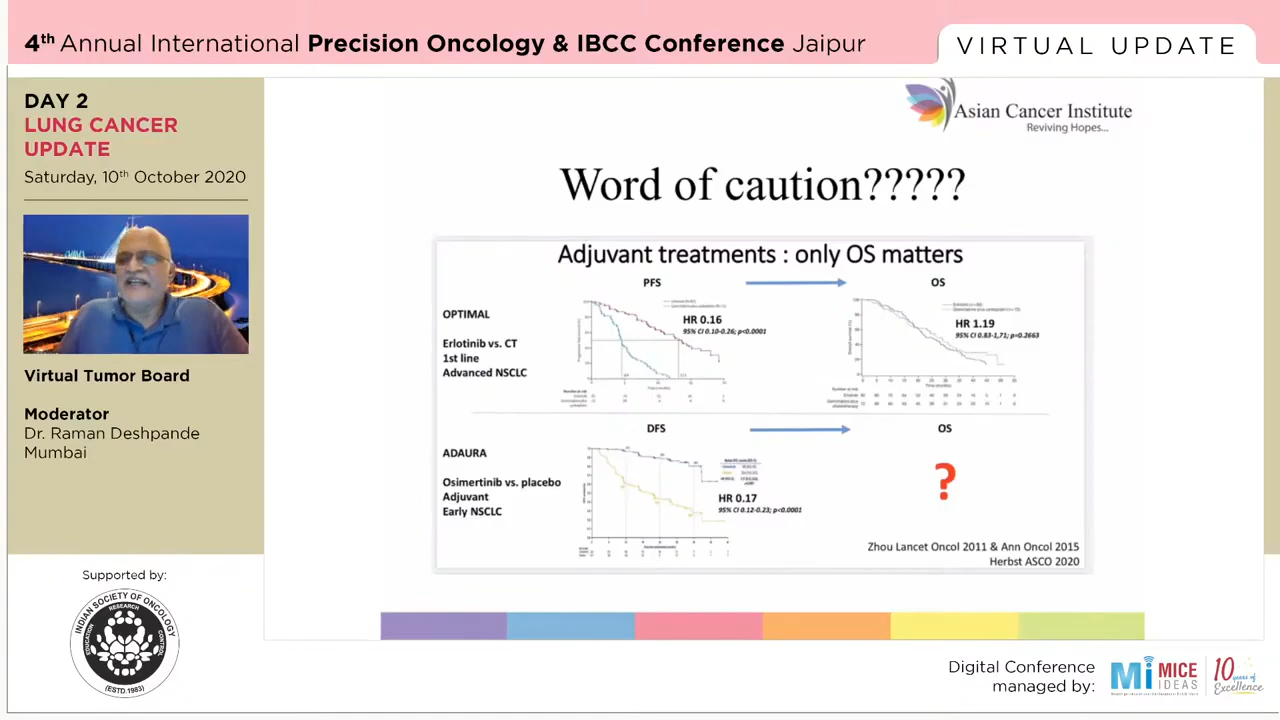 4th Annual International Precision Oncology & IBCC Conference Jaipur
VIRTUAL UPDATE
DAY 2
LUNG CANCER
UPDATE
Saturday, 10th October 2020
Virtual Tumor Board
Moderator
Dr. Raman Deshpande
Mumbai
Supported by:
INDIAN SOCIETY OF ONCOLOGY
EDUCATION
RESEARCH
CONTROL
(ESTD.1983)
Asian Cancer Institute
Reviving Hopes...
Word of caution?????
Adjuvant treatments : only OS matters
PFS
OS
OPTIMAL
Erlotinib vs. CT
1st line
Advanced NSCLC
HR 0.16
95% CI 0.10-0.26; p<0.0001
HR 1.19
95% CI 0.83-1,71; p=0.2663
DFS
OS
ADAURA
Osimertinib vs. placebo
Adjuvant
Early NSCLC
HR 0.17
95% CI 0.12-0.23; p<0.0001
?
Zhou Lancet Oncol 2011 & Ann Oncol 2015
Herbst ASCO 2020
Digital Conference
managed by:
Mi MICE
IDEAS
10 years of
Excellence